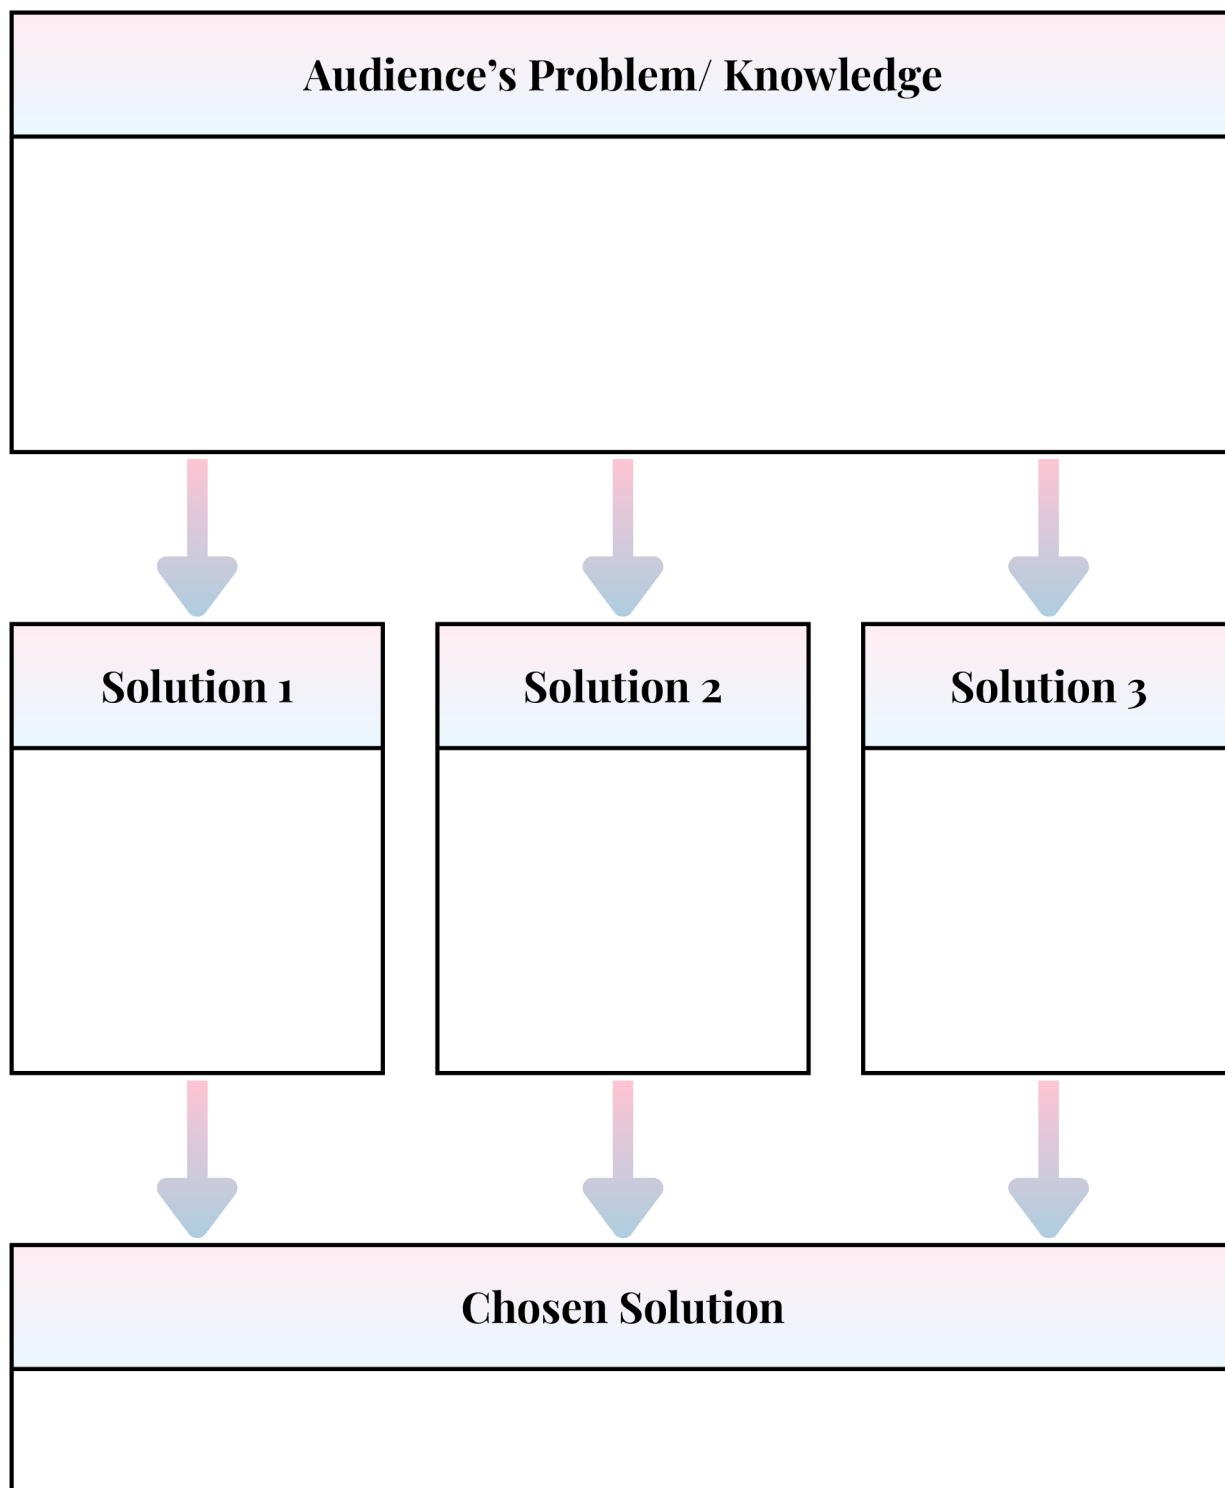 Audience’s Problem/ Knowledge
Solution 1
Solution 2
Solution 3
Chosen Solution